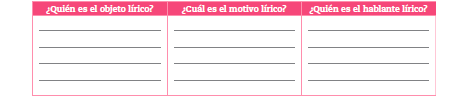 ¿Quién es el objeto lírico? ¿Cuál es el motivo lírico? ¿Quién es el hablante lírico?